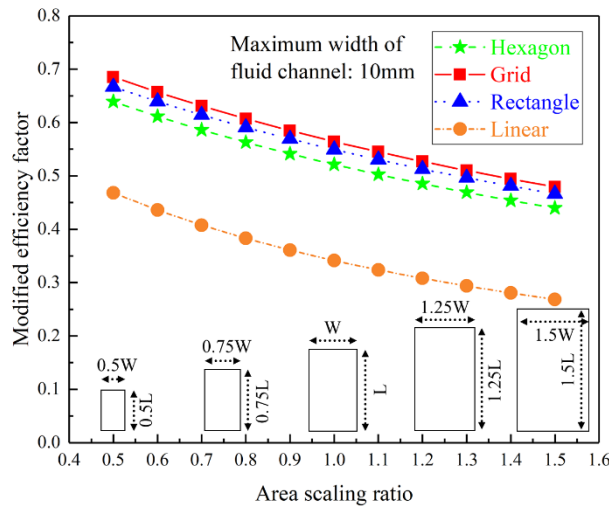 Maximum width of
fluid channel: 10mm
Hexagon
Grid
Rectangle
Linear
Modified efficiency factor
0.8
0.7
0.6
0.5
0.4
0.3
0.2
0.1
0.0
0.5W
0.5L
0.75W
0.75L
W
L
1.25W
1.25L
1.5W
1.5L
0.4 0.5 0.6 0.7 0.8 0.9 1.0 1.1 1.2 1.3 1.4 1.5 1.6
Area scaling ratio